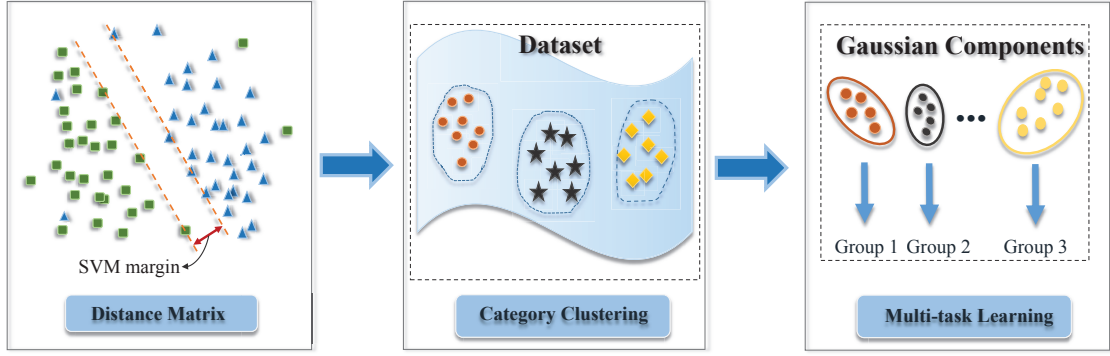 SVM margin
Distance Matrix
Dataset
Category Clustering
Gaussian Components
Group 1 Group 2 Group 3
Multi-task Learning